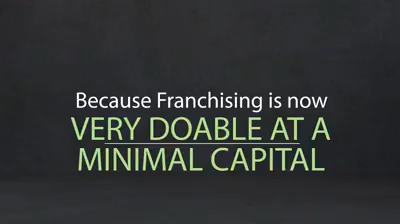 Because Franchising is now
VERY DOABLE AT A
MINIMAL CAPITAL